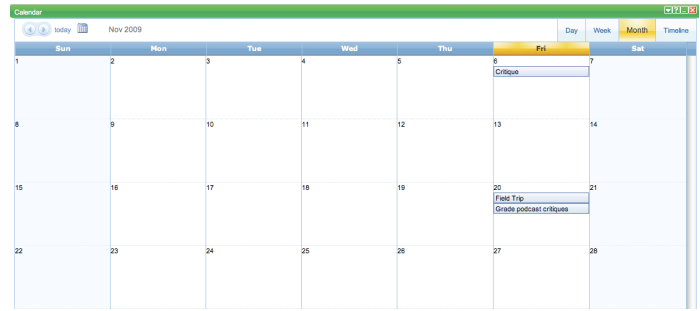 Calendar
today Nov 2009 Day Week Month Timeline
Sun Mon Tue Wed Thu Fri Sat
1 2 3 4 5 6 7
Critique
8 9 10 11 12 13 14
15 16 17 18 19 20 21
Field Trip
Grade podcast critiques
22 23 24 25 26 27 28